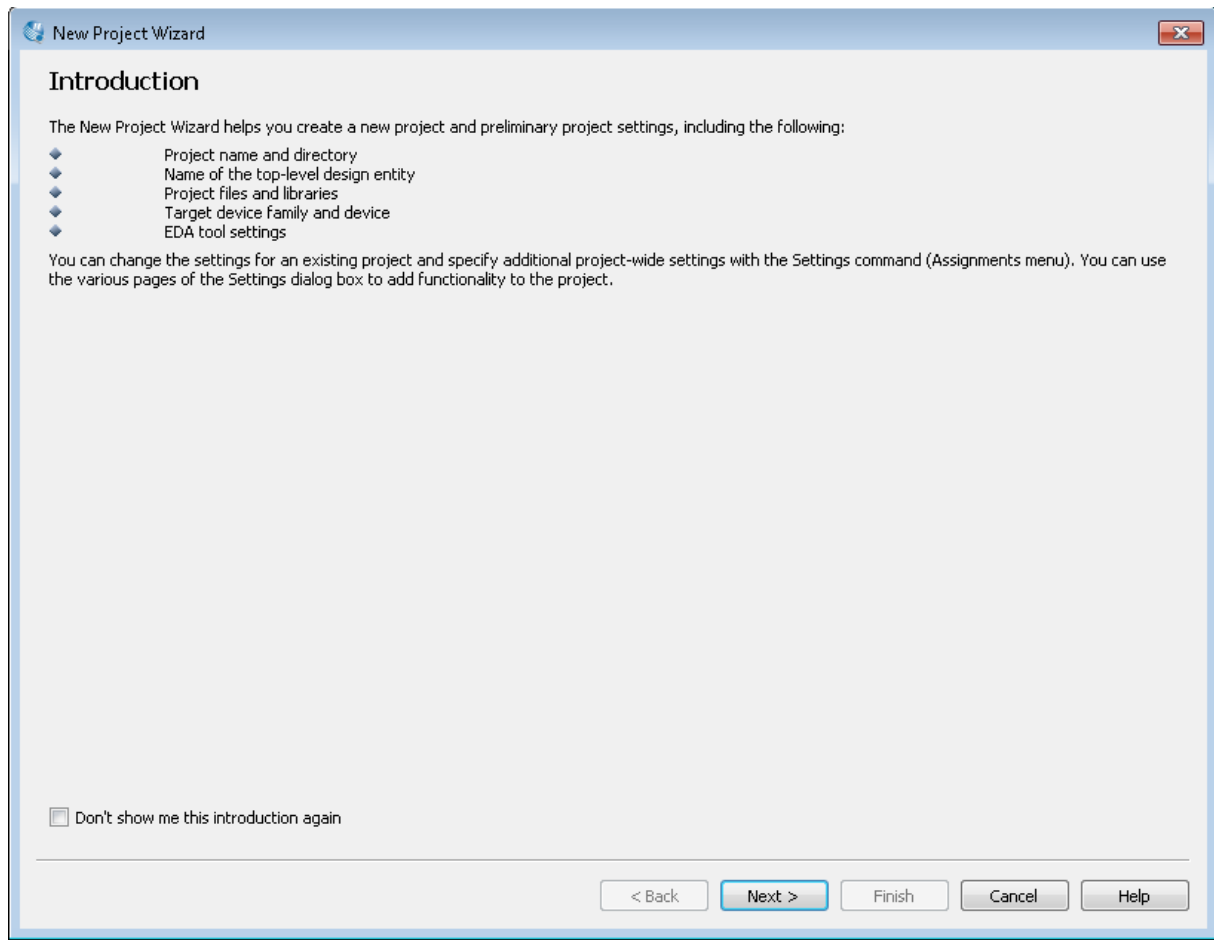 New Project Wizard
Introduction
The New Project Wizard helps you create a new project and preliminary project settings, including the following:
Project name and directory
Name of the top-level design entity
Project files and libraries
Target device family and device
EDA tool settings
You can change the settings for an existing project and specify additional project-wide settings with the Settings command (Assignments menu). You can use
the various pages of the Settings dialog box to add functionality to the project.
Don't show me this introduction again
< Back Next > Finish Cancel Help